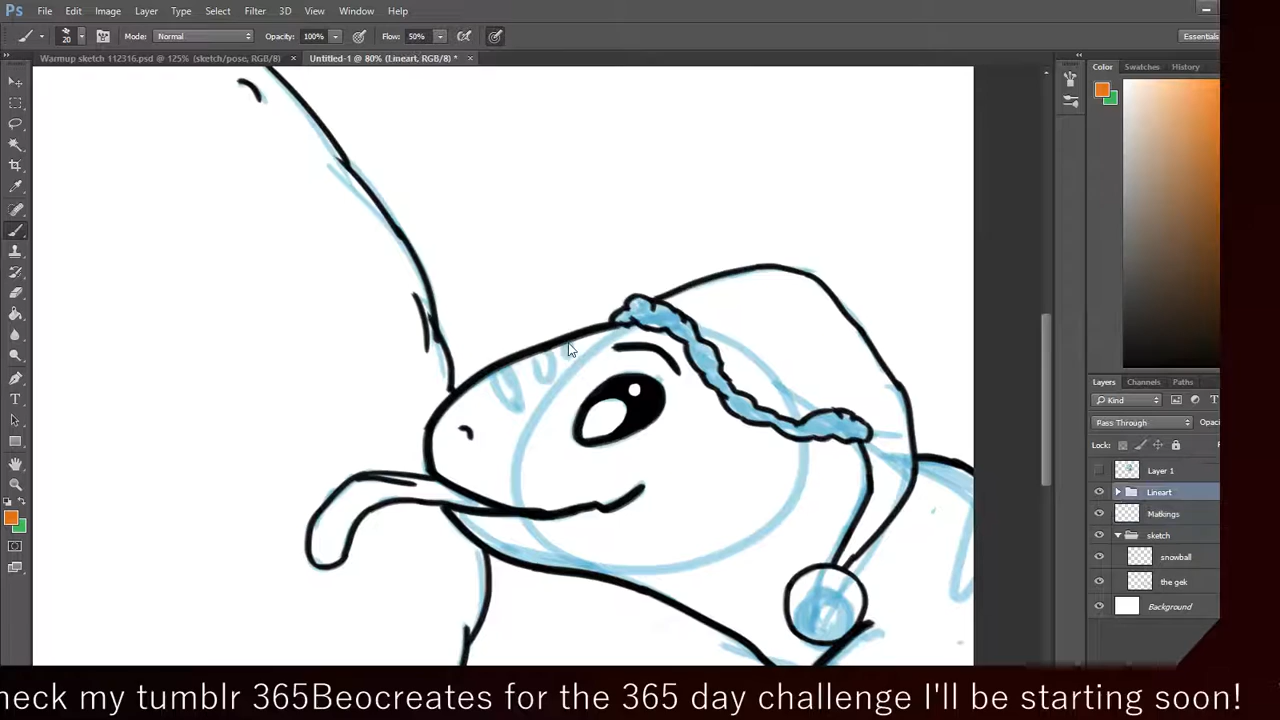 Ps File Edit Image Layer Type Select Filter 3D View Window Help
20 Mode: Normal Opacity: 100% Flow: 50% Essentials
Warmup sketch 112316.psd @ 125% (sketch/pose, RGB/8) × Untitled-1 @ 80% (Lineart, RGB/8) * ×
Color Swatches History
Layers Channels Paths
Kind
Pass Through Opac
Lock:
Layer 1
Lineart
Markings
sketch
snowball
the gek
Background
heck my tumblr 365Beocreates for the 365 day challenge I'll be starting soon!